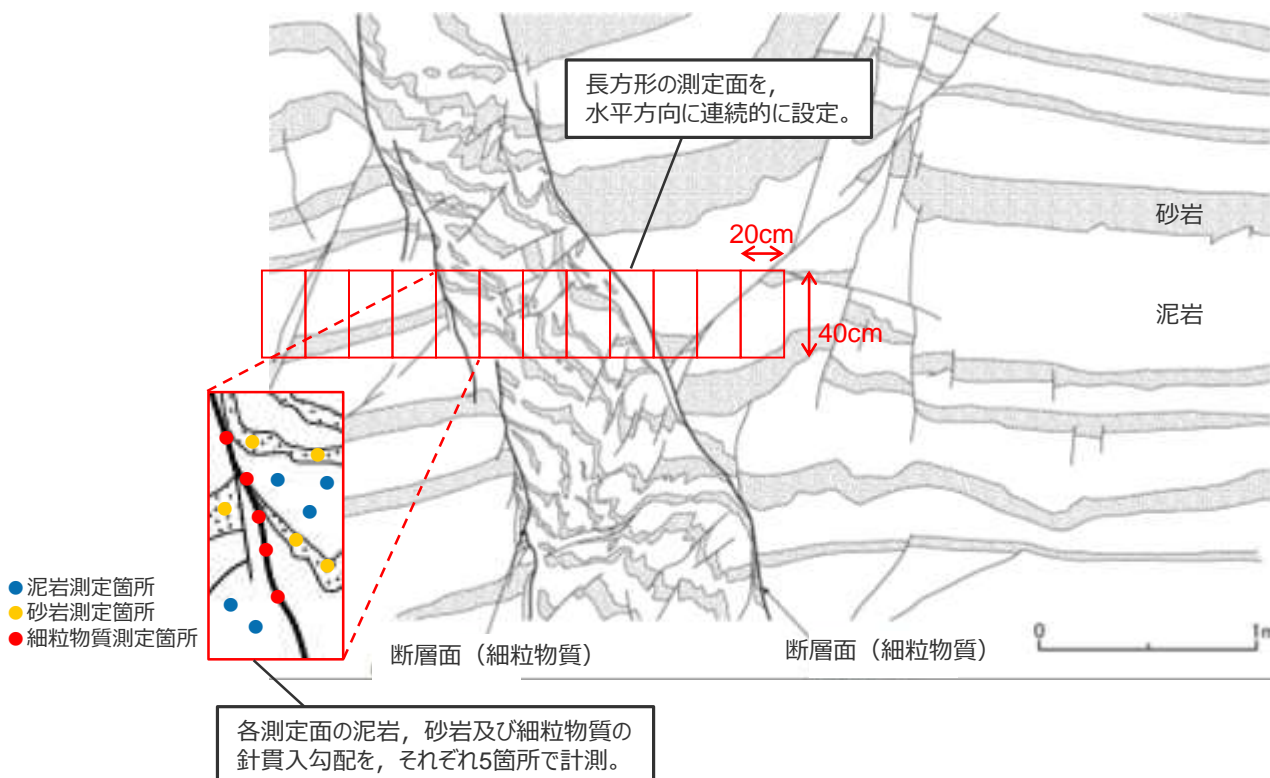 長方形の測定面を，
水平方向に連続的に設定。
砂岩
20cm
泥岩
40cm
泥岩測定箇所
砂岩測定箇所
細粒物質測定箇所
断層面（細粒物質）
断層面（細粒物質）
0
1m
各測定面の泥岩，砂岩及び細粒物質の
針貫入勾配を，それぞれ5箇所で計測。